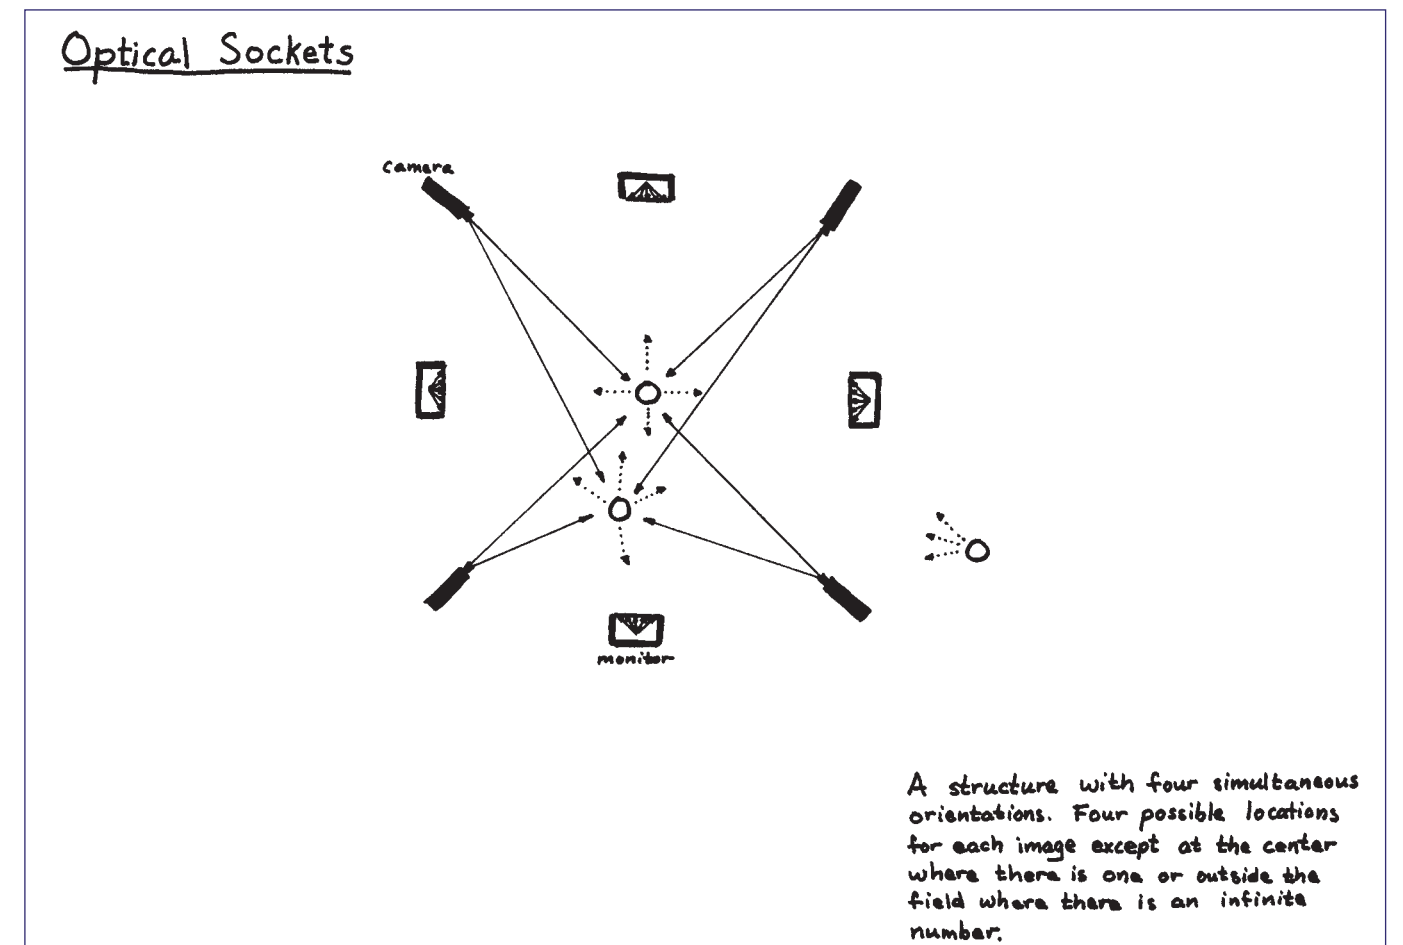 Optical Sockets
camera
monitor
A structure with four simultaneous
orientations. Four possible locations
for each image except at the center
where there is one or outside the
field where there is an infinite
number.